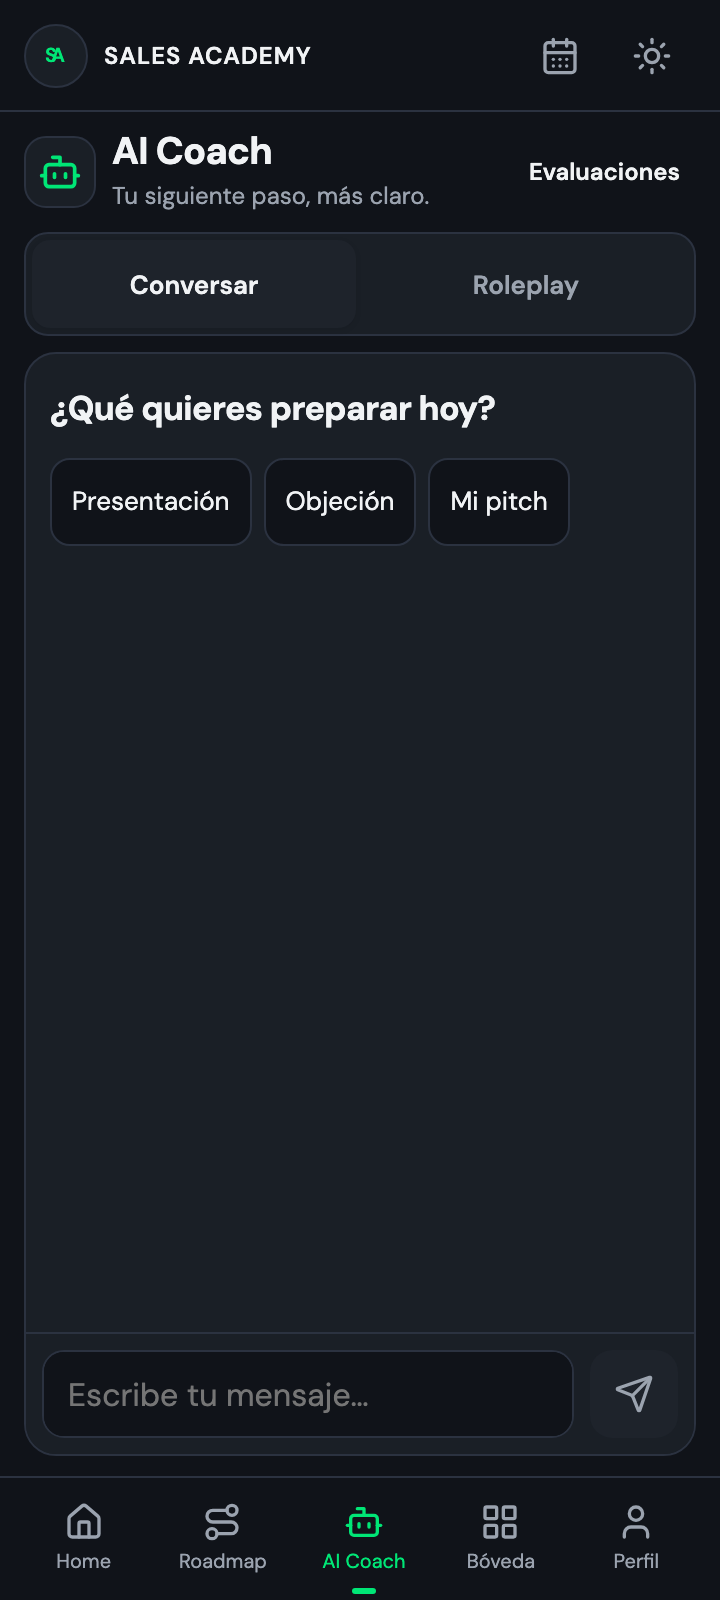 SA
SALES ACADEMY
AI Coach
Tu siguiente paso, más claro.
Evaluaciones
Conversar
Roleplay
¿Qué quieres preparar hoy?
Presentación
Objeción
Mi pitch
Escribe tu mensaje...
Home
Roadmap
AI Coach
Bóveda
Perfil